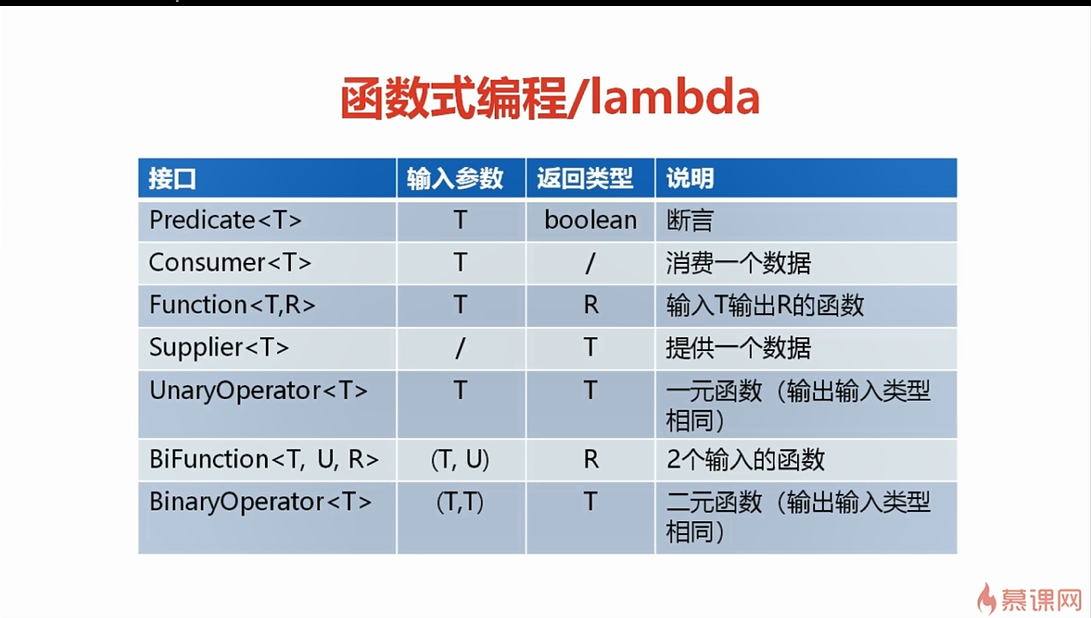 函数式编程/lambda
接口 输入参数 返回类型 说明
Predicate<T> T boolean 断言
Consumer<T> T / 消费一个数据
Function<T,R> T R 输入T输出R的函数
Supplier<T> / T 提供一个数据
UnaryOperator<T> T T 一元函数（输出输入类型
相同）
BiFunction<T, U, R> (T, U) R 2个输入的函数
BinaryOperator<T> (T,T) T 二元函数（输出输入类型
相同）
慕课网